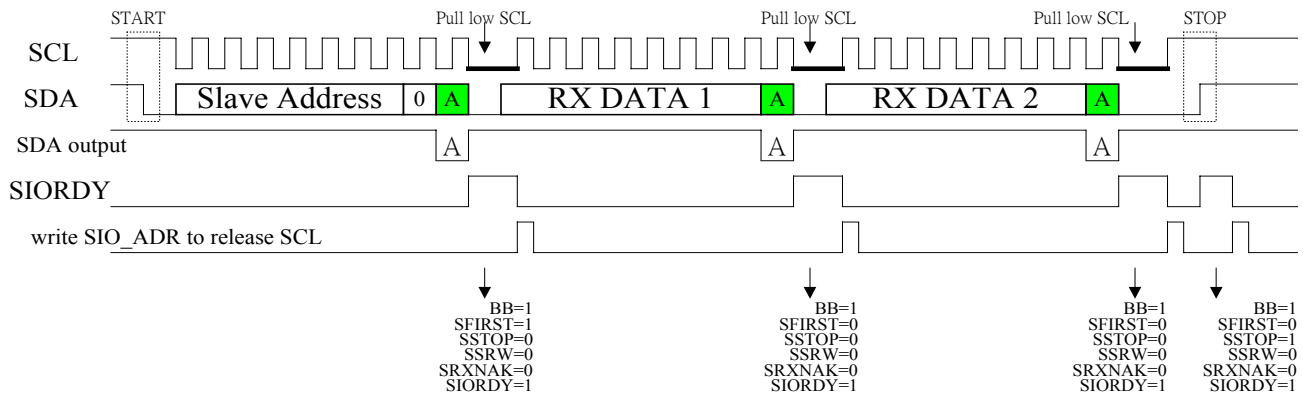 START Pull low SCL Pull low SCL Pull low SCL STOP
SCL
SDA Slave Address 0 A RX DATA 1 A RX DATA 2 A
SDA output A A A
SIORDY
write SIO_ADR to release SCL
BB=1 BB=1 BB=1 BB=1
SFIRST=1 SFIRST=0 SFIRST=0 SFIRST=0
SSTOP=0 SSTOP=0 SSTOP=0 SSTOP=1
SSRW=0 SSRW=0 SSRW=0 SSRW=0
SRXNAK=0 SRXNAK=0 SRXNAK=0 SRXNAK=0
SIORDY=1 SIORDY=1 SIORDY=1 SIORDY=1